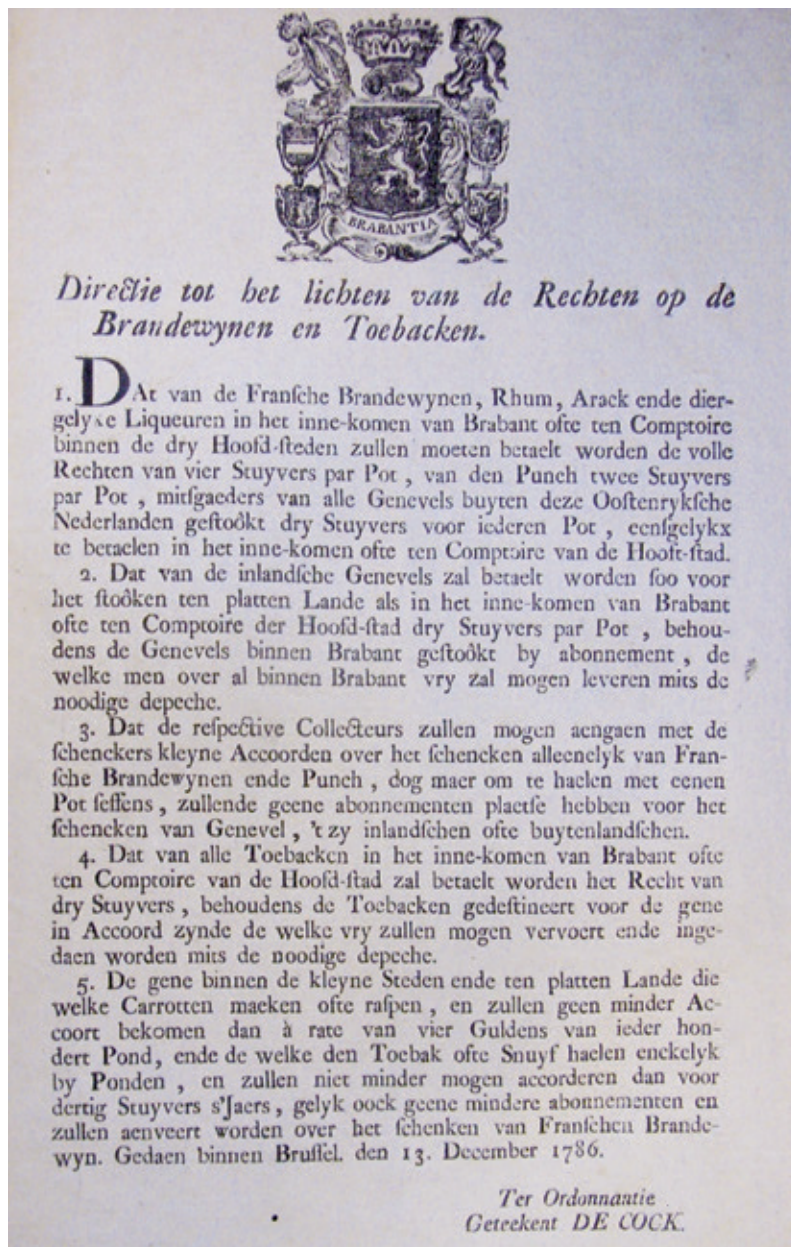 BRABANTIA
Directie tot het lichten van de Rechten op de
Brandewynen en Toebacken.
1. DAt van de Franſche Brandewynen, Rhum, Arack ende dier-
gelyke Liqueuren in het inne-komen van Brabant ofte ten Comptoire
binnen de dry Hoofd-ſteden zullen moeten betaelt worden de volle
Rechten van vier Stuyvers par Pot, van den Punch twee Stuyvers
par Pot, mitſgaeders van alle Genevels buyten deze Ooſtenrykſche
Nederlanden geſtoôkt dry Stuyvers voor iederen Pot, eenſgelykx
te betaelen in het inne-komen ofte ten Comptoire van de Hooft-ſtad.
2. Dat van de inlandſche Genevels zal betaelt worden ſoo voor
het ſtoôken ten platten Lande als in het inne-komen van Brabant
ofte ten Comptoire der Hoofd-ſtad dry Stuyvers par Pot, behou-
dens de Genevels binnen Brabant geſtoôkt by abonnement, de
welke men over al binnen Brabant vry zal mogen leveren mits de
noodige depeche.
3. Dat de reſpective Collecteurs zullen mogen aengaen met de
ſchenckers kleyne Accoorden over het ſchencken alleenelyk van Fran-
ſche Brandewynen ende Punch, dog maer om te haelen met eenen
Pot ſeffens, zullende geene abonnementen plaetſe hebben voor het
ſchencken van Genevel, 't zy inlandſchen ofte buytenlandſchen.
4. Dat van alle Toebacken in het inne-komen van Brabant ofte
ten Comptoire van de Hoofd-ſtad zal betaelt worden het Recht van
dry Stuyvers, behoudens de Toebacken gedeſtineert voor de gene
in Accoord zynde de welke vry zullen mogen vervoert ende inge-
daen worden mits de noodige depeche.
5. De gene binnen de kleyne Steden ende ten platten Lande die
welke Carrotten maeken ofte raſpen, en zullen geen minder Ac-
coort bekomen dan à rate van vier Guldens van ieder hon-
dert Pond, ende de welke den Toebak ofte Snuyf haelen enckelyk
by Ponden, en zullen niet minder mogen accorderen dan voor
dertig Stuyvers s'Jaers, gelyk oock geene mindere abonnementen en
zullen aenveert worden over het ſchenken van Franſchen Brande-
wyn. Gedaen binnen Bruſſel. den 13. December 1786.
Ter Ordonnantie
Geteekent DE COCK.